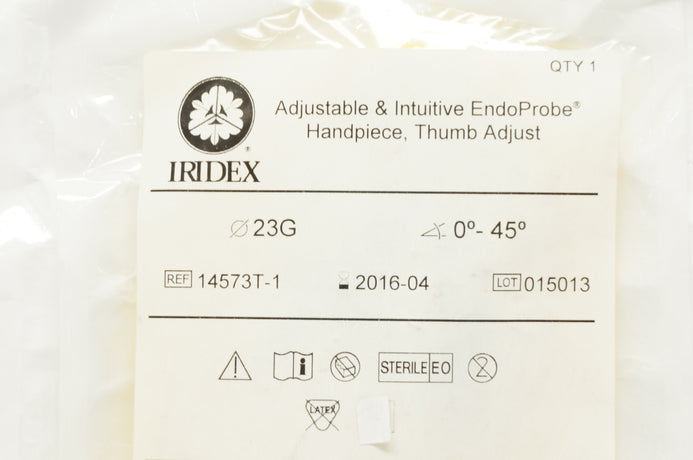 QTY 1
Adjustable & Intuitive EndoProbe®
Handpiece, Thumb Adjust
®
IRIDEX
⌀ 23G
∡ 0º- 45º
REF 14573T-1
2016-04
LOT 015013
STERILE EO
2
LATEX